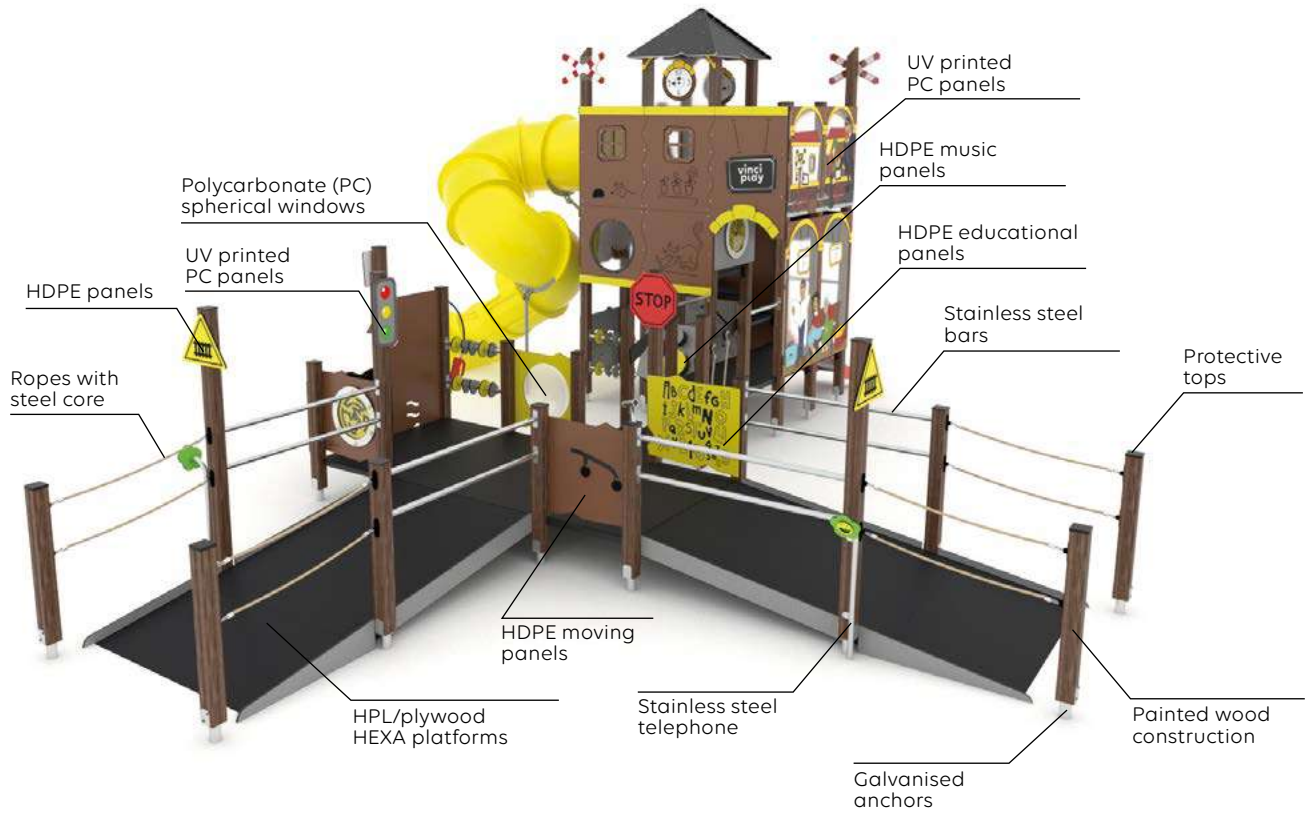 UV printed
PC panels
HDPE music
panels
Polycarbonate (PC)
spherical windows
HDPE educational
panels
UV printed
PC panels
HDPE panels
Stainless steel
bars
Protective
tops
Ropes with
steel core
vinci
play
STOP
HDPE moving
panels
HPL/plywood
HEXA platforms
Stainless steel
telephone
Painted wood
construction
Galvanised
anchors